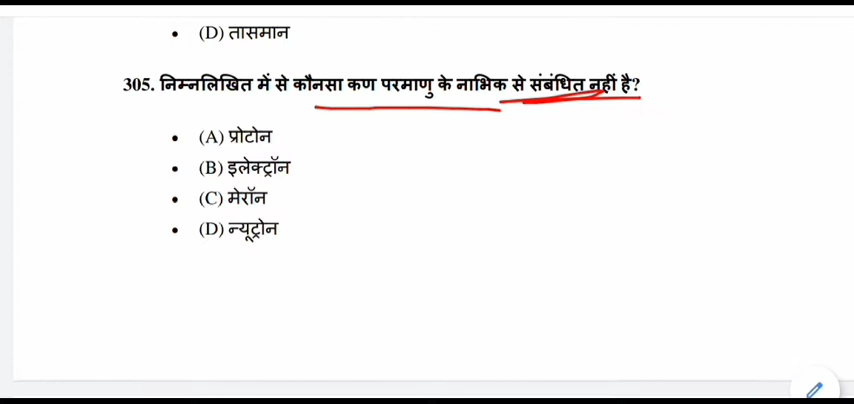 • (D) तासमान
305. निम्नलिखित में से कौनसा कण परमाणु के नाभिक से संबंधित नहीं है?
• (A) प्रोटोन
• (B) इलेक्ट्रॉन
• (C) मेरॉन
• (D) न्यूट्रोन